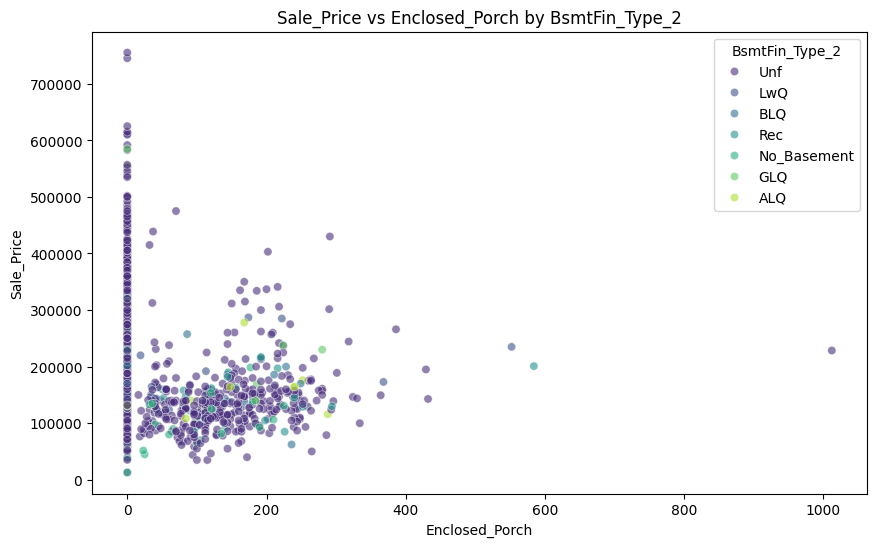 Sale_Price vs Enclosed_Porch by BsmtFin_Type_2
BsmtFin_Type_2
Unf
LwQ
BLQ
Rec
No_Basement
GLQ
ALQ
Sale_Price
700000
600000
500000
400000
300000
200000
100000
0
0 200 400 600 800 1000
Enclosed_Porch